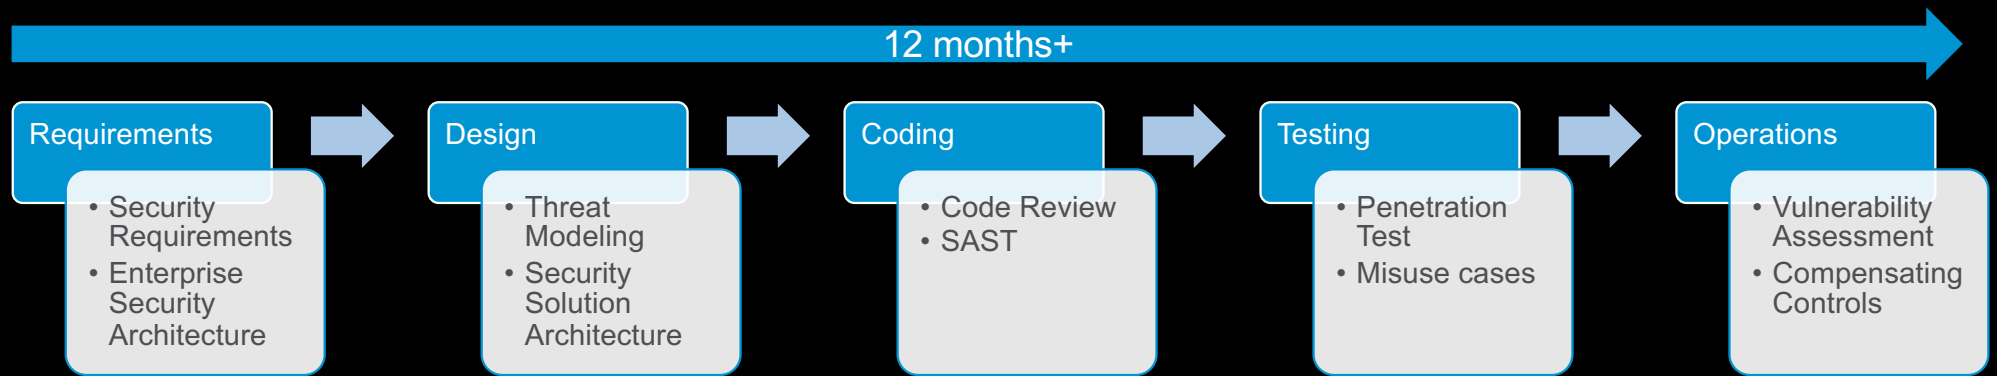 12 months+
Requirements
• Security
Requirements
• Enterprise
Security
Architecture
Design
• Threat
Modeling
• Security
Solution
Architecture
Coding
• Code Review
• SAST
Testing
• Penetration
Test
• Misuse cases
Operations
• Vulnerability
Assessment
• Compensating
Controls